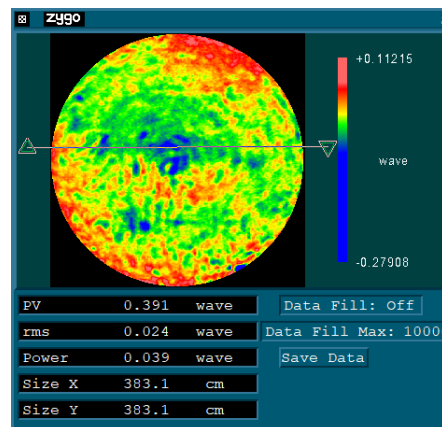 zygo
+0.11215
wave
-0.27908
PV 0.391 wave
Data Fill: Off
rms 0.024 wave
Data Fill Max: 1000
Power 0.039 wave
Save Data
Size X 383.1 cm
Size Y 383.1 cm